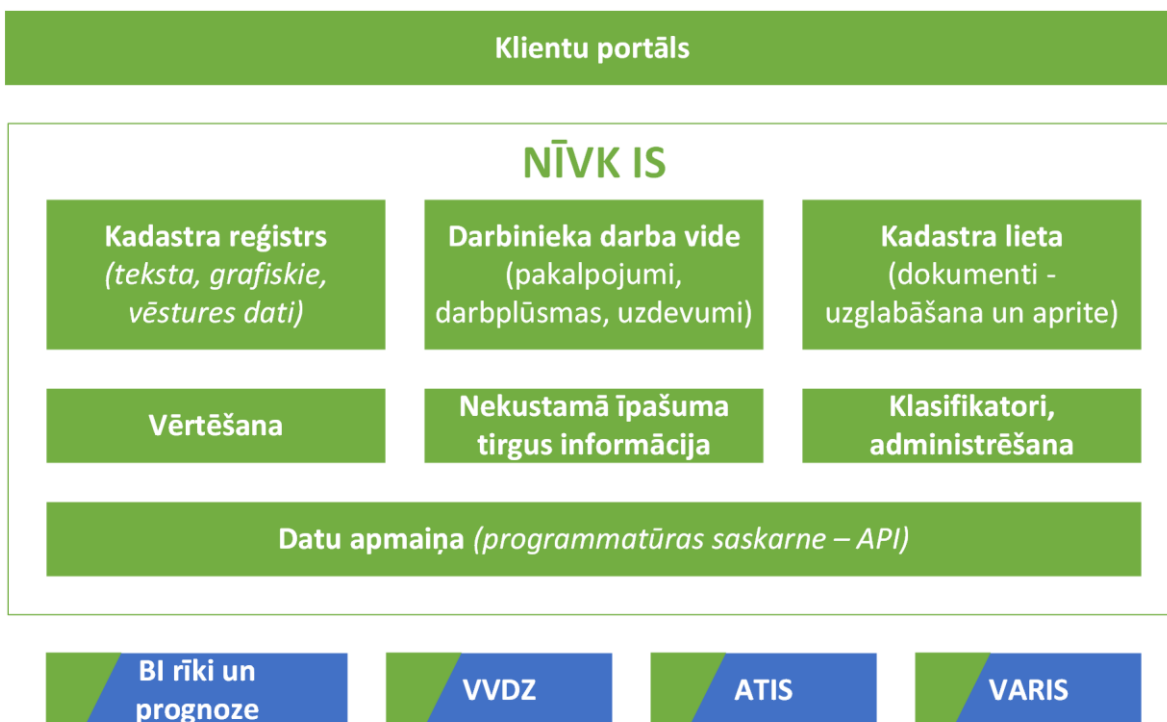 Klientu portāls
NĪVK IS
Kadastra reģistrs
(teksta, grafiskie,
vēstures dati)
Darbinieka darba vide
(pakalpojumi,
darbplūsmas, uzdevumi)
Kadastra lieta
(dokumenti -
uzglabāšana un aprite)
Vērtēšana
Nekustamā īpašuma
tirgus informācija
Klasifikatori,
administrēšana
Datu apmaiņa (programmatūras saskarne – API)
BI rīki un
prognoze
VVDZ
ATIS
VARIS